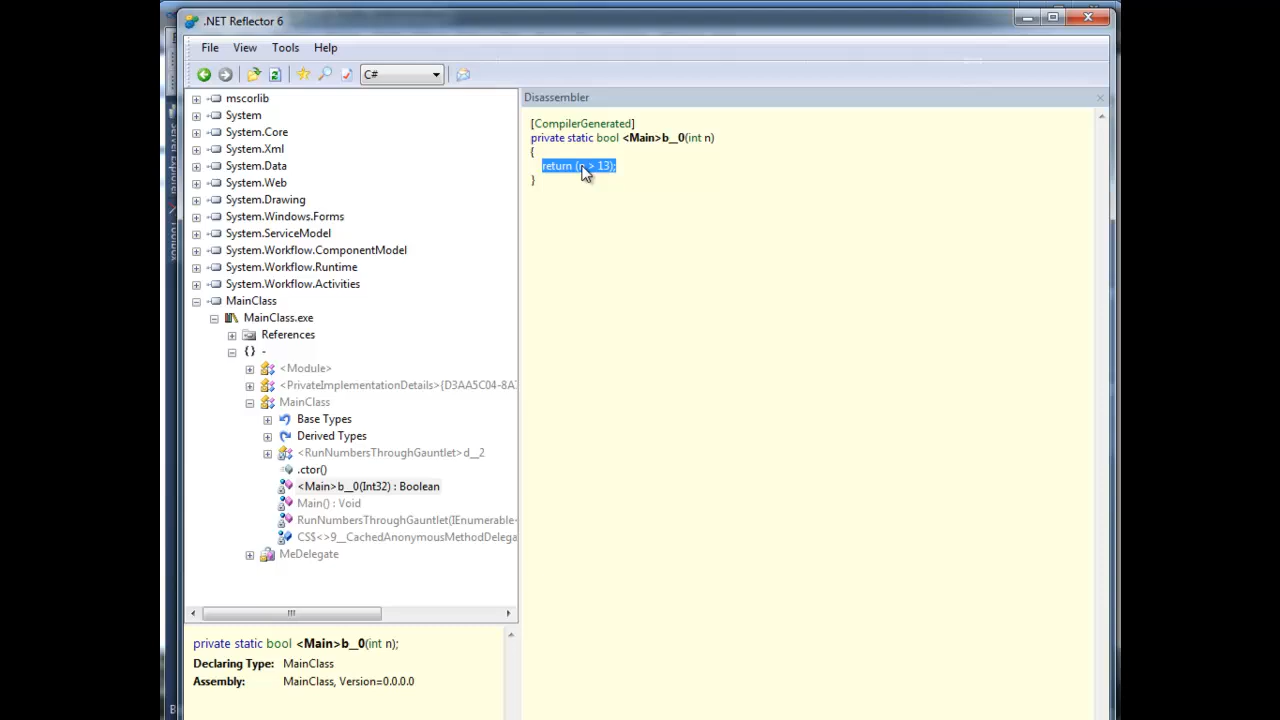 .NET Reflector 6
File View Tools Help
C#
mscorlib
System
System.Core
System.Xml
System.Data
System.Web
System.Drawing
System.Windows.Forms
System.ServiceModel
System.Workflow.ComponentModel
System.Workflow.Runtime
System.Workflow.Activities
MainClass
MainClass.exe
References
{ } -
<Module>
<PrivateImplementationDetails>{D3AA5C04-8A
MainClass
Base Types
Derived Types
<RunNumbersThroughGauntlet>d__2
.ctor()
<Main>b__0(Int32) : Boolean
Main() : Void
RunNumbersThroughGauntlet(IEnumerable
CS$<>9__CachedAnonymousMethodDelega
MeDelegate
private static bool <Main>b__0(int n);
Declaring Type: MainClass
Assembly: MainClass, Version=0.0.0.0
Disassembler
[CompilerGenerated]
private static bool <Main>b__0(int n)
{
return (n > 13);
}